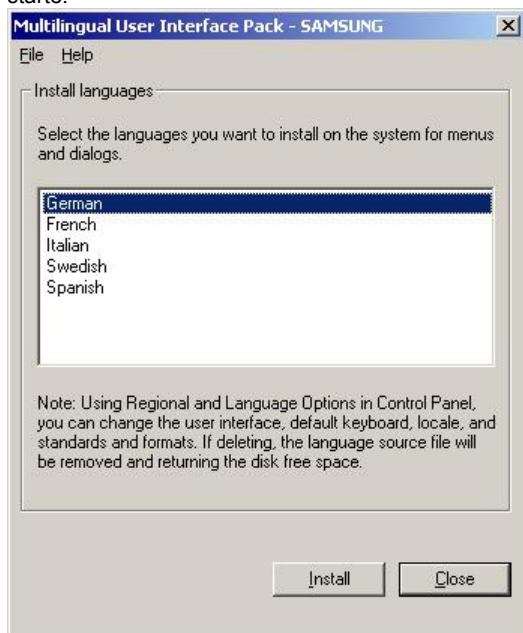 Multilingual User Interface Pack - SAMSUNG
File Help
Install languages
Select the languages you want to install on the system for menus
and dialogs.
German
French
Italian
Swedish
Spanish
Note: Using Regional and Language Options in Control Panel,
you can change the user interface, default keyboard, locale, and
standards and formats. If deleting, the language source file will
be removed and returning the disk free space.
Install Close